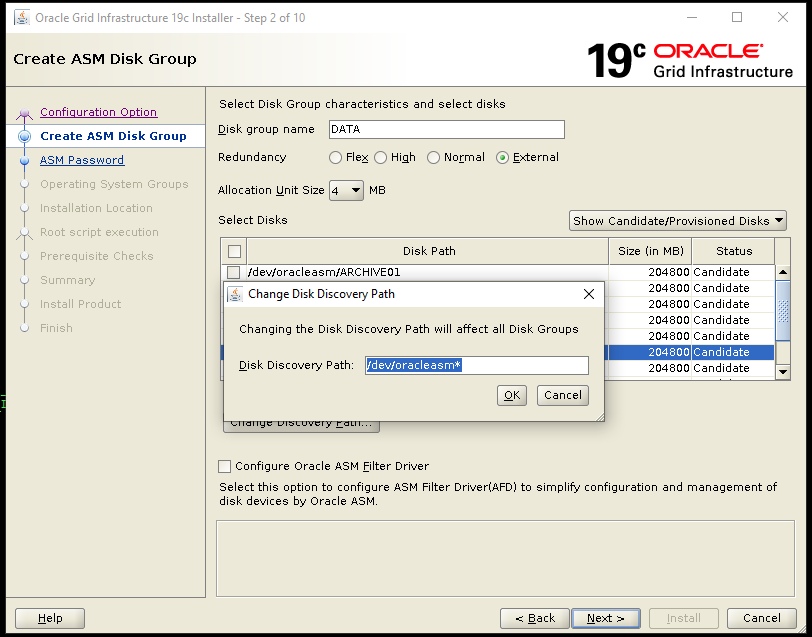 Oracle Grid Infrastructure 19c Installer - Step 2 of 10
Create ASM Disk Group
19c ORACLE
Grid Infrastructure
Configuration Option
Create ASM Disk Group
ASM Password
Operating System Groups
Installation Location
Root script execution
Prerequisite Checks
Summary
Install Product
Finish
Select Disk Group characteristics and select disks
Disk group name DATA
Redundancy Flex High Normal External
Allocation Unit Size 4 MB
Select Disks Show Candidate/Provisioned Disks
Disk Path Size (in MB) Status
/dev/oracleasm/ARCHIVE01 204800 Candidate
204800 Candidate
204800 Candidate
204800 Candidate
204800 Candidate
204800 Candidate
204800 Candidate
Change Disk Discovery Path
Changing the Disk Discovery Path will affect all Disk Groups
Disk Discovery Path: /dev/oracleasm*
OK Cancel
Change Discovery Path...
Configure Oracle ASM Filter Driver
Select this option to configure ASM Filter Driver(AFD) to simplify configuration and management of
disk devices by Oracle ASM.
Help < Back Next > Install Cancel